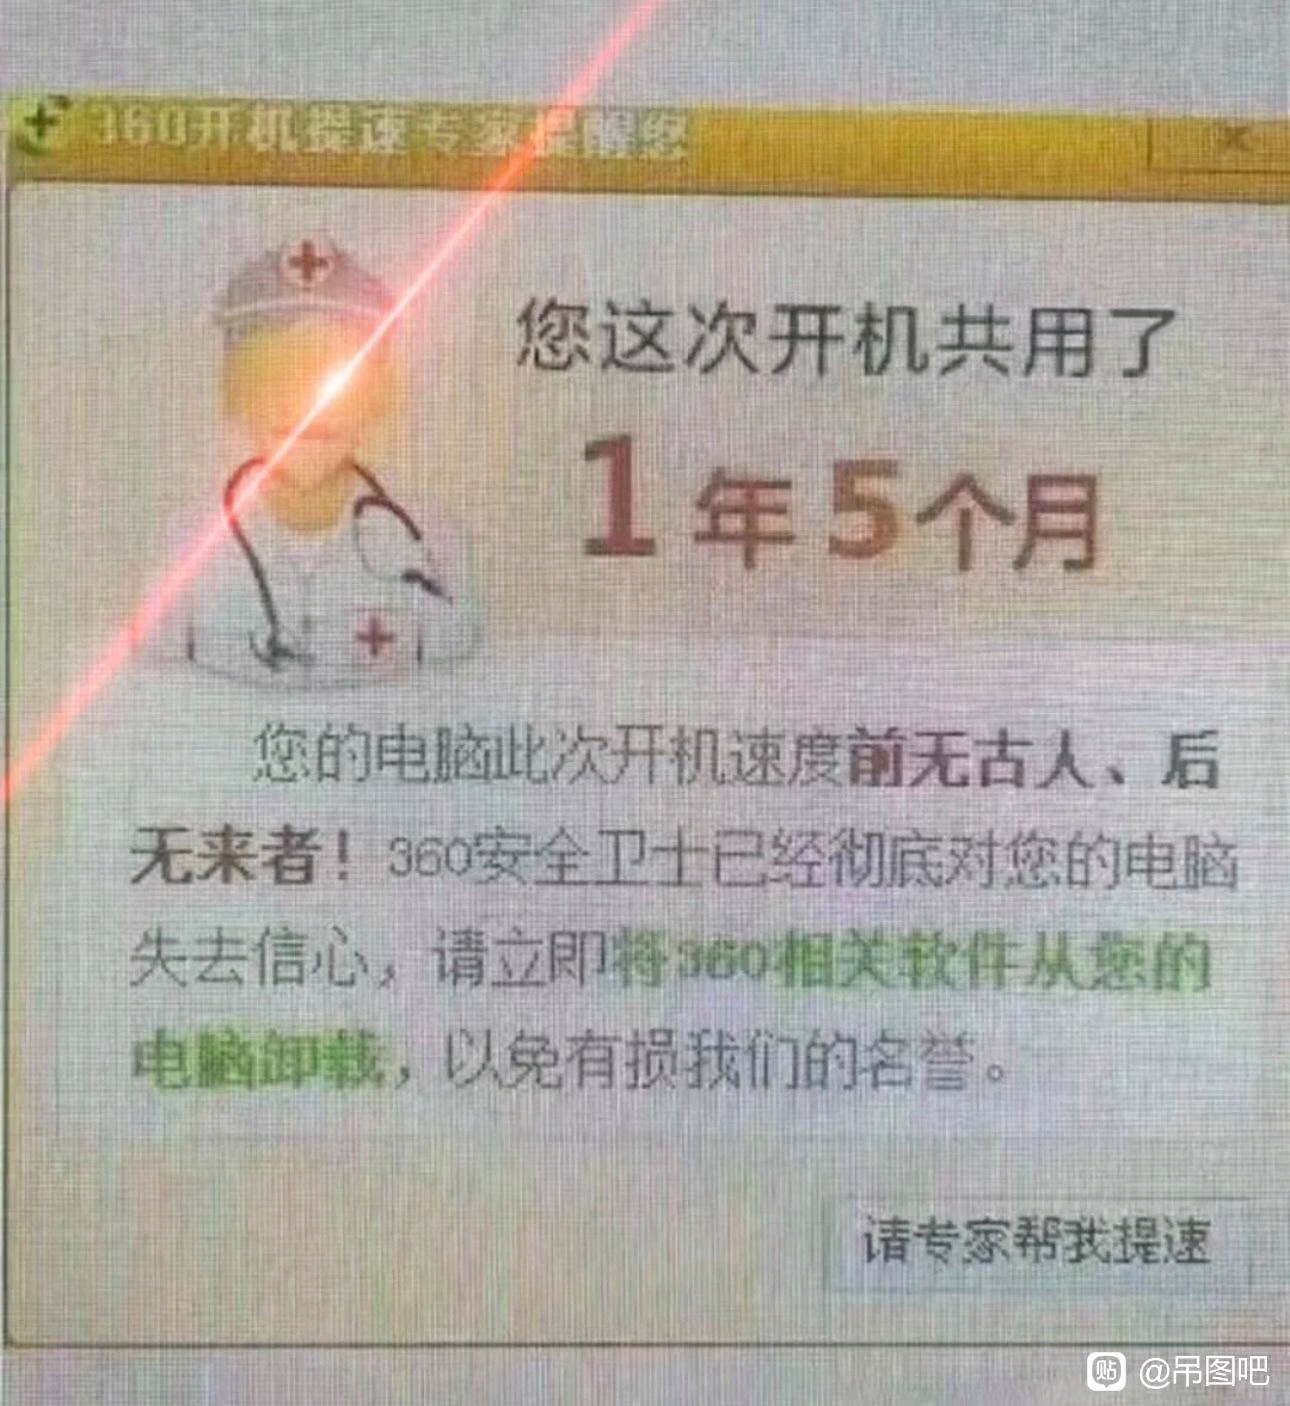 360开机提速专家提醒您
您这次开机共用了
1年5个月
您的电脑此次开机速度前无古人、后
无来者！360安全卫士已经彻底对您的电脑
失去信心，请立即将360相关软件从您的
电脑卸载，以免有损我们的名誉。
请专家帮我提速
贴 @吊图吧